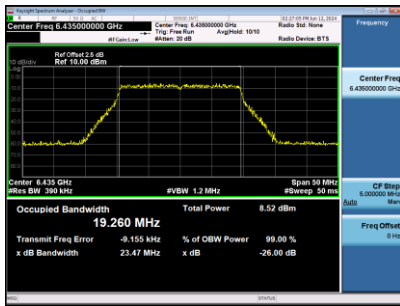 Keysight Spectrum Analyzer - Occupied BW
Center Freq 6.435000000 GHz
Center Freq: 6.435000000 GHz
Trig: Free Run
Avg|Hold: 10/10
#IFGain:Low
#Atten: 20 dB
02:27:05 PM Jun 12, 2024
Radio Std: None
Radio Device: BTS
Frequency
Ref Offset 2.5 dB
10 dB/div
Ref 10.00 dBm
Log
Center Freq
6.435000000 GHz
Center 6.435 GHz
Span 50 MHz
#Res BW 390 kHz
#VBW 1.2 MHz
#Sweep 50 ms
CF Step
5.000000 MHz
Auto Man
Occupied Bandwidth
19.260 MHz
Total Power 8.52 dBm
Freq Offset
0 Hz
Transmit Freq Error -9.155 kHz
% of OBW Power 99.00 %
x dB Bandwidth 23.47 MHz
x dB -26.00 dB
MSG
STATUS